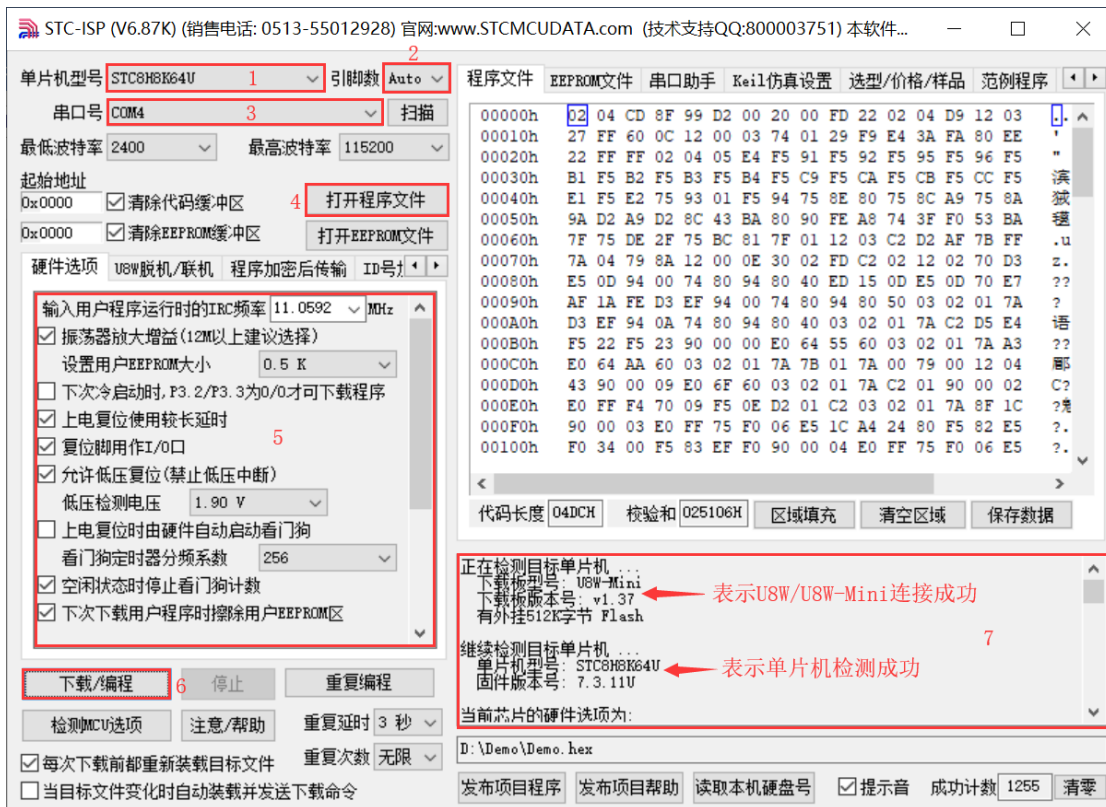 STC-ISP (V6.87K) (销售电话: 0513-55012928) 官网:www.STCMCUDATA.com (技术支持QQ:800003751) 本软件...
单片机型号 STC8H8K64U 1 引脚数 2 Auto
串口号 COM4 3 扫描
最低波特率 2400 最高波特率 115200
起始地址
0x0000 清除代码缓冲区 4 打开程序文件
0x0000 清除EEPROM缓冲区 打开EEPROM文件
硬件选项 U8W脱机/联机 程序加密后传输 ID号
输入用户程序运行时的IRC频率 11.0592 MHz
振荡器放大增益(12M以上建议选择)
设置用户EEPROM大小 0.5 K
下次冷启动时,P3.2/P3.3为0/0才可下载程序
上电复位使用较长延时
复位脚用作I/O口
5
允许低压复位(禁止低压中断)
低压检测电压 1.90 V
上电复位时由硬件自动启动看门狗
看门狗定时器分频系数 256
空闲状态时停止看门狗计数
下次下载用户程序时擦除用户EEPROM区
下载/编程 6 停止 重复编程
检测MCU选项 注意/帮助 重复延时 3 秒
重复次数 无限
每次下载前都重新装载目标文件
当目标文件变化时自动装载并发送下载命令
程序文件 EEPROM文件 串口助手 Keil仿真设置 选型/价格/样品 范例程序
00000h 02 04 CD 8F 99 D2 00 20 00 FD 22 02 04 D9 12 03 ..
00010h 27 FF 60 0C 12 00 03 74 01 29 F9 E4 3A FA 80 EE '
00020h 22 FF FF 02 04 05 E4 F5 91 F5 92 F5 95 F5 96 F5 "
00030h B1 F5 B2 F5 B3 F5 B4 F5 C9 F5 CA F5 CB F5 CC F5 滨
00040h E1 F5 E2 75 93 01 F5 94 75 8E 80 75 8C A9 75 8A
00050h 9A D2 A9 D2 8C 43 BA 80 90 FE A8 74 3F F0 53 BA
00060h 7F 75 DE 2F 75 BC 81 7F 01 12 03 C2 D2 AF 7B FF .u
00070h 7A 04 79 8A 12 00 0E 30 02 FD C2 02 12 02 70 D3 z.
00080h E5 0D 94 00 74 80 94 80 40 ED 15 0D E5 0D 70 E7 ??
00090h AF 1A FE D3 EF 94 00 74 80 94 80 50 03 02 01 7A ?
000A0h D3 EF 94 0A 74 80 94 80 40 03 02 01 7A C2 D5 E4 语
000B0h F5 22 F5 23 90 00 00 E0 64 55 60 03 02 01 7A A3 ??
000C0h E0 64 AA 60 03 02 01 7A 7B 01 7A 00 79 00 12 04
000D0h 43 90 00 09 E0 6F 60 03 02 01 7A C2 01 90 00 02 C?
000E0h E0 FF F4 70 09 F5 0E D2 01 C2 03 02 01 7A 8F 1C
000F0h 90 00 03 E0 FF 75 F0 06 E5 1C A4 24 80 F5 82 E5 ?.
00100h F0 34 00 F5 83 EF F0 90 00 04 E0 FF 75 F0 06 E5 ?.
代码长度 04DCH 校验和 025106H 区域填充 清空区域 保存数据
正在检测目标单片机 ...
下载板型号: U8W-Mini
下载板版本号: v1.37 表示U8W/U8W-Mini连接成功
有外挂512K字节 Flash
7
继续检测目标单片机 ...
单片机型号: STC8H8K64U 表示单片机检测成功
固件版本号: 7.3.11U
当前芯片的硬件选项为:
D:\Demo\Demo.hex
发布项目程序 发布项目帮助 读取本机硬盘号 提示音 成功计数 1255 清零